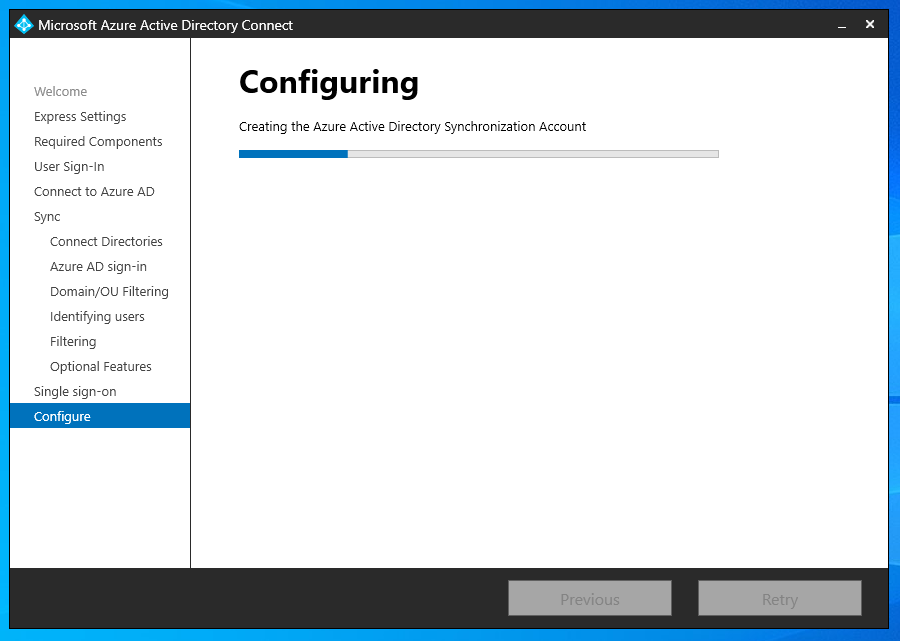 Microsoft Azure Active Directory Connect
Welcome
Express Settings
Required Components
User Sign-In
Connect to Azure AD
Sync
Connect Directories
Azure AD sign-in
Domain/OU Filtering
Identifying users
Filtering
Optional Features
Single sign-on
Configure
Configuring
Creating the Azure Active Directory Synchronization Account
Previous
Retry